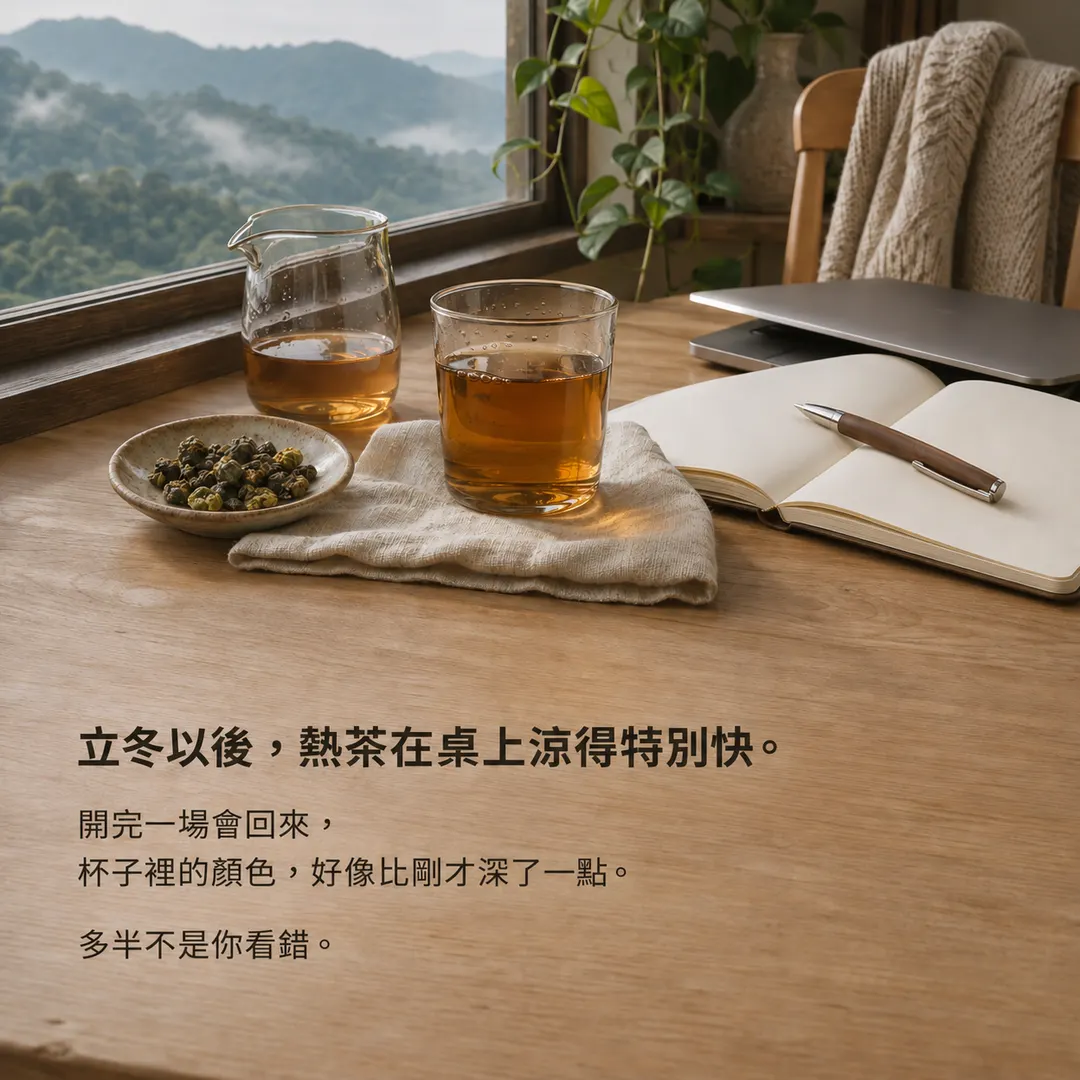 立冬以後，熱茶在桌上涼得特別快。
開完一場會回來，
杯子裡的顏色，好像比剛才深了一點。
多半不是你看錯。